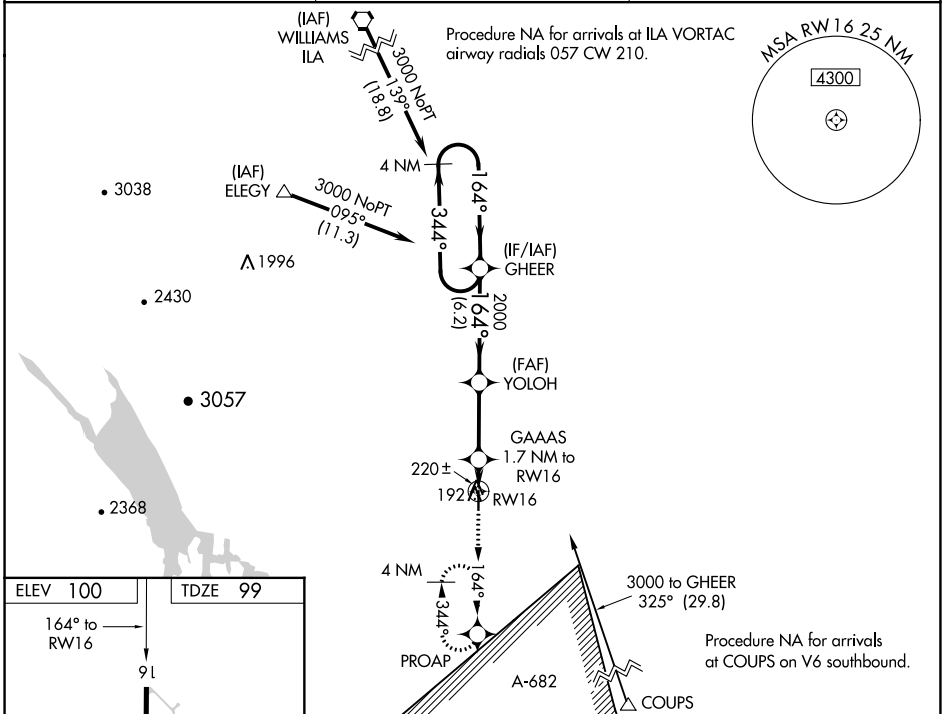 (IAF)
WILLIAMS
ILA
Procedure NA for arrivals at ILA VORTAC
airway radials 057 CW 210.
MSA RW16 25 NM
4300
3000 NoPT
139°
(18.8)
4 NM
164°
344°
(IAF)
ELEGY
3000 NoPT
095°
(11.3)
3038
1996
2430
(IF/IAF)
GHEER
2000
164°
(6.2)
(FAF)
YOLOH
3057
GAAAS
1.7 NM to
RW16
220±
192
RW16
2368
4 NM
164°
344°
PROAP
3000 to GHEER
325° (29.8)
Procedure NA for arrivals
at COUPS on V6 southbound.
A-682
COUPS
ELEV 100
TDZE 99
164° to
RW16
16